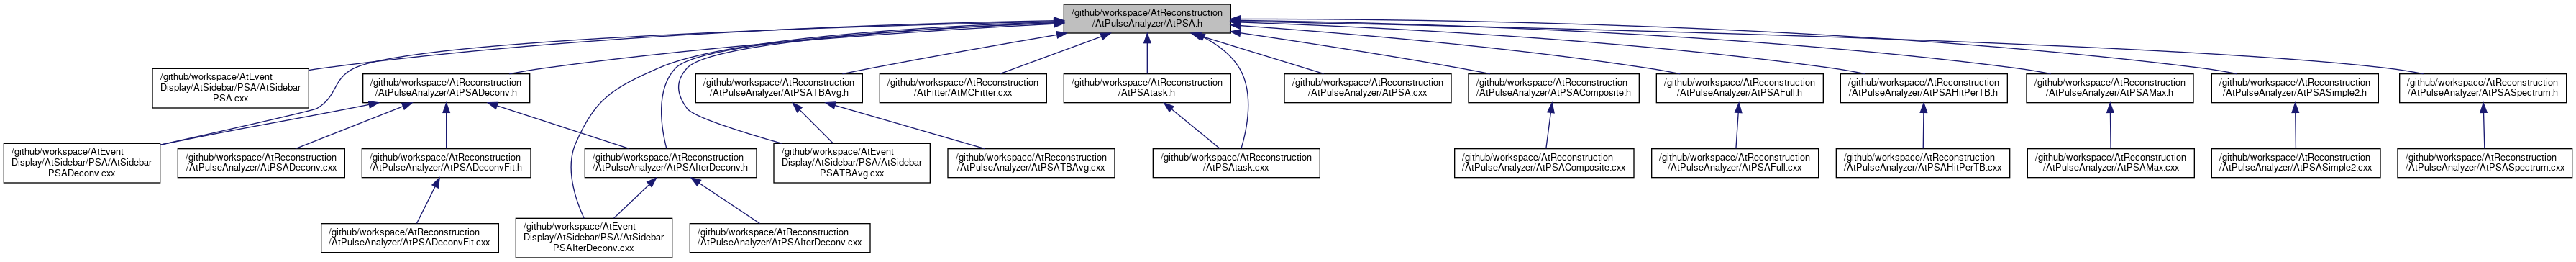 /github/workspace/AtReconstruction
/AtPulseAnalyzer/AtPSA.h
/github/workspace/AtEvent
Display/AtSidebar/PSA/AtSidebar
PSA.cxx
/github/workspace/AtReconstruction
/AtPulseAnalyzer/AtPSADeconv.h
/github/workspace/AtReconstruction
/AtPulseAnalyzer/AtPSATBAvg.h
/github/workspace/AtReconstruction
/AtFitter/AtMCFitter.cxx
/github/workspace/AtReconstruction
/AtPSAtask.h
/github/workspace/AtReconstruction
/AtPulseAnalyzer/AtPSA.cxx
/github/workspace/AtReconstruction
/AtPulseAnalyzer/AtPSAComposite.h
/github/workspace/AtReconstruction
/AtPulseAnalyzer/AtPSAFull.h
/github/workspace/AtReconstruction
/AtPulseAnalyzer/AtPSAHitPerTB.h
/github/workspace/AtReconstruction
/AtPulseAnalyzer/AtPSAMax.h
/github/workspace/AtReconstruction
/AtPulseAnalyzer/AtPSASimple2.h
/github/workspace/AtReconstruction
/AtPulseAnalyzer/AtPSASpectrum.h
/github/workspace/AtEvent
Display/AtSidebar/PSA/AtSidebar
PSADeconv.cxx
/github/workspace/AtReconstruction
/AtPulseAnalyzer/AtPSADeconv.cxx
/github/workspace/AtReconstruction
/AtPulseAnalyzer/AtPSADeconvFit.h
/github/workspace/AtReconstruction
/AtPulseAnalyzer/AtPSAIterDeconv.h
/github/workspace/AtEvent
Display/AtSidebar/PSA/AtSidebar
PSATBAvg.cxx
/github/workspace/AtReconstruction
/AtPulseAnalyzer/AtPSATBAvg.cxx
/github/workspace/AtReconstruction
/AtPSAtask.cxx
/github/workspace/AtReconstruction
/AtPulseAnalyzer/AtPSAComposite.cxx
/github/workspace/AtReconstruction
/AtPulseAnalyzer/AtPSAFull.cxx
/github/workspace/AtReconstruction
/AtPulseAnalyzer/AtPSAHitPerTB.cxx
/github/workspace/AtReconstruction
/AtPulseAnalyzer/AtPSAMax.cxx
/github/workspace/AtReconstruction
/AtPulseAnalyzer/AtPSASimple2.cxx
/github/workspace/AtReconstruction
/AtPulseAnalyzer/AtPSASpectrum.cxx
/github/workspace/AtReconstruction
/AtPulseAnalyzer/AtPSADeconvFit.cxx
/github/workspace/AtEvent
Display/AtSidebar/PSA/AtSidebar
PSAIterDeconv.cxx
/github/workspace/AtReconstruction
/AtPulseAnalyzer/AtPSAIterDeconv.cxx